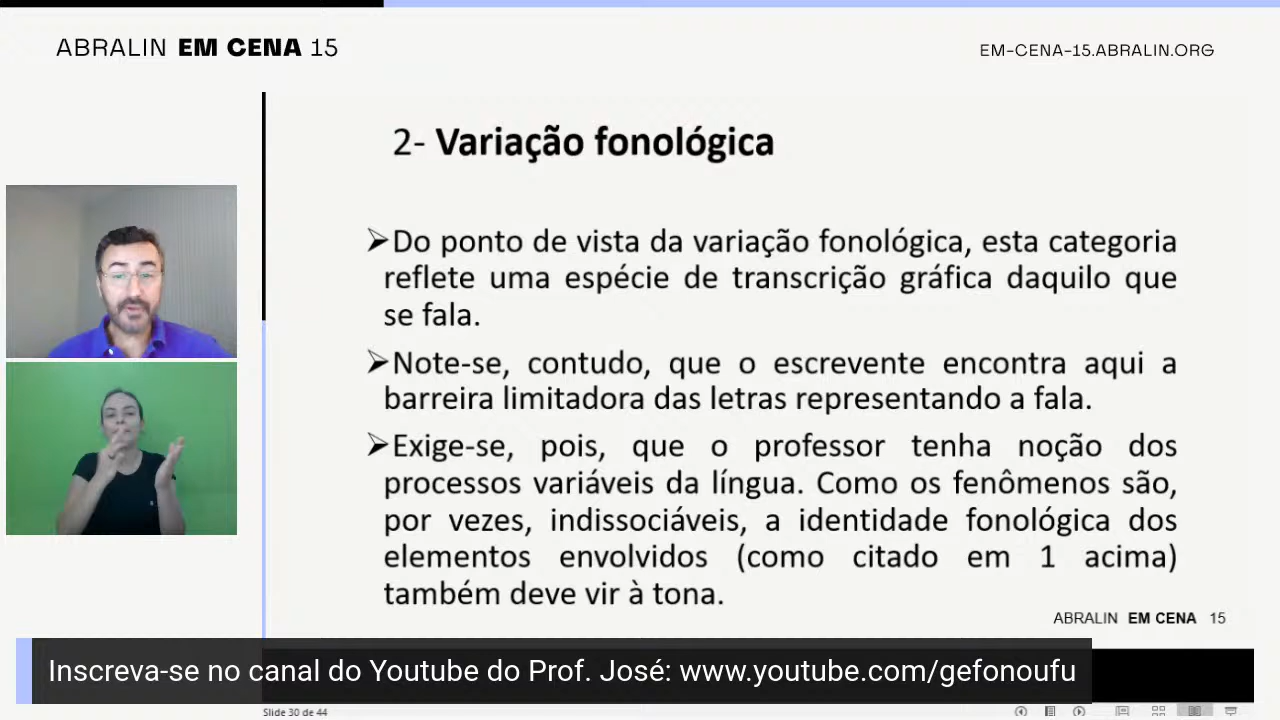 ABRALIN EM CENA 15
EM-CENA-15.ABRALIN.ORG
2- Variação fonológica
➢Do ponto de vista da variação fonológica, esta categoria
reflete uma espécie de transcrição gráfica daquilo que
se fala.
➢Note-se, contudo, que o escrevente encontra aqui a
barreira limitadora das letras representando a fala.
➢Exige-se, pois, que o professor tenha noção dos
processos variáveis da língua. Como os fenômenos são,
por vezes, indissociáveis, a identidade fonológica dos
elementos envolvidos (como citado em 1 acima)
também deve vir à tona.
ABRALIN EM CENA 15
Inscreva-se no canal do Youtube do Prof. José: www.youtube.com/gefonoufu
Slide 30 de 44